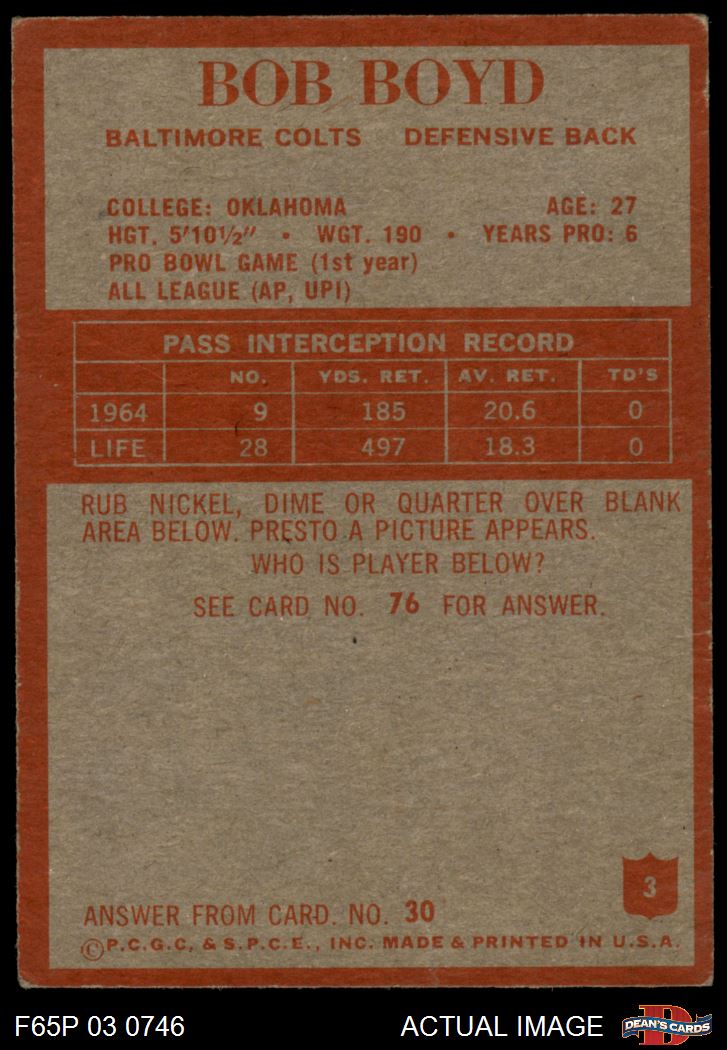 BOB BOYD
BALTIMORE COLTS DEFENSIVE BACK
COLLEGE: OKLAHOMA AGE: 27
HGT. 5'10½" • WGT. 190 • YEARS PRO: 6
PRO BOWL GAME (1st year)
ALL LEAGUE (AP, UPI)
PASS INTERCEPTION RECORD
NO. YDS. RET. AV. RET. TD'S
1964 9 185 20.6 0
LIFE 28 497 18.3 0
RUB NICKEL, DIME OR QUARTER OVER BLANK
AREA BELOW. PRESTO A PICTURE APPEARS.
WHO IS PLAYER BELOW?
SEE CARD NO. 76 FOR ANSWER.
3
ANSWER FROM CARD. NO. 30
©P.C.G.C. & S.P.C.E., INC. MADE & PRINTED IN U.S.A.
F65P 03 0746 ACTUAL IMAGE D DEAN'S CARDS